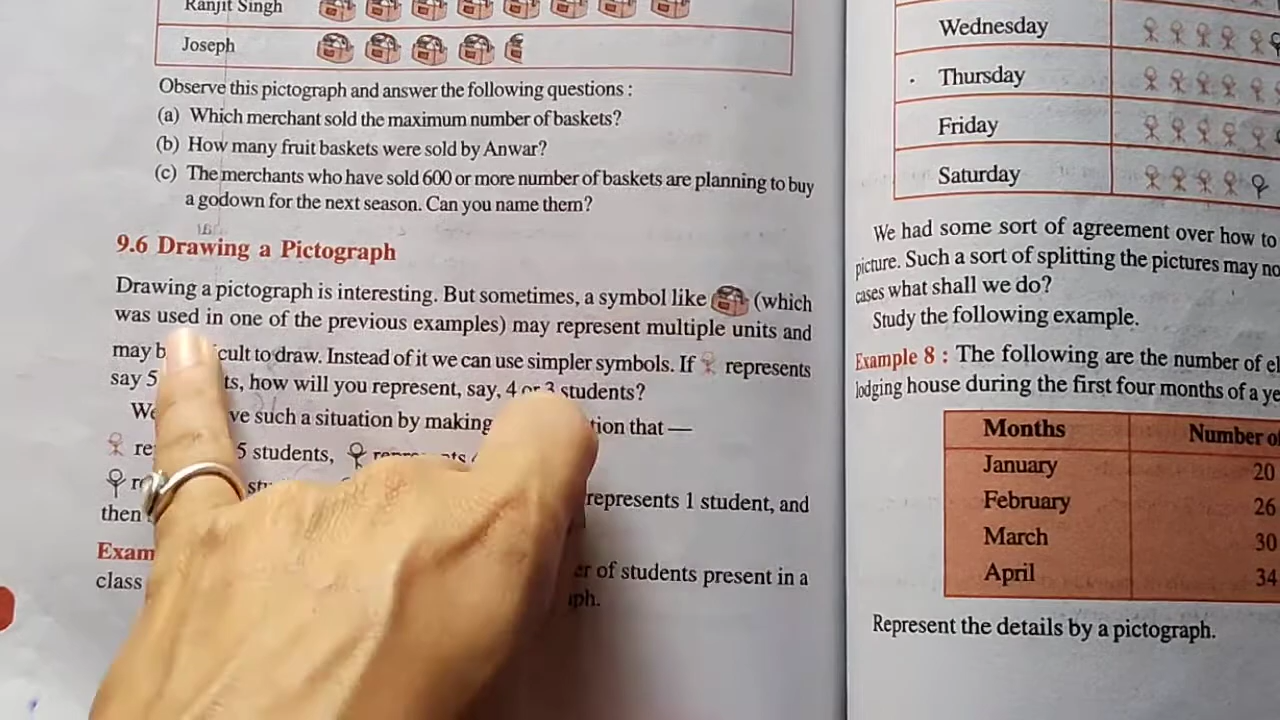 Ranjit Singh
Joseph
Observe this pictograph and answer the following questions :
(a) Which merchant sold the maximum number of baskets?
(b) How many fruit baskets were sold by Anwar?
(c) The merchants who have sold 600 or more number of baskets are planning to buy
a godown for the next season. Can you name them?
9.6 Drawing a Pictograph
Drawing a pictograph is interesting. But sometimes, a symbol like (which
was used in one of the previous examples) may represent multiple units and
may cult to draw. Instead of it we can use simpler symbols. If represents
say 5 ts, how will you represent, say, 4 or 3 students?
ve such a situation by making tion that —
5 students,
represents 1 student, and
then
Exam
er of students present in a
class
ph.
Wednesday
Thursday
Friday
Saturday
We had some sort of agreement over how to
picture. Such a sort of splitting the pictures may
cases what shall we do?
Study the following example.
Example 8 : The following are the number of
lodging house during the first four months of a
Months Number
January 20
February 26
March 30
April 34
Represent the details by a pictograph.